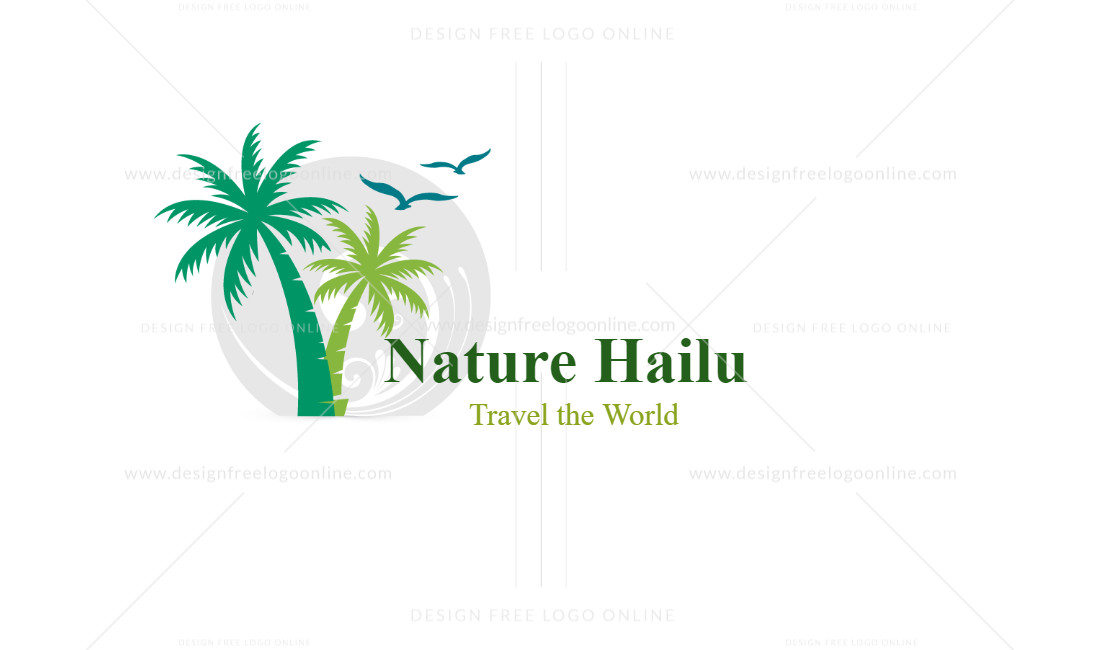 DESIGN FREE LOGO ONLINE DESIGN FREE LOGO ONLINE
DESIGN FREE LOGO ONLINE
www.designfreelogoonline.com www.designfreelogoonline.com
DESIGN FREE LOGO ONLINE www.designfreelogoonline.com DESIGN FREE LOGO ONLINE
Nature Hailu
Travel the World
www.designfreelogoonline.com www.designfreelogoonline.com
DESIGN FREE LOGO ONLINE
DESIGN FREE LOGO ONLINE DESIGN FREE LOGO ONLINE